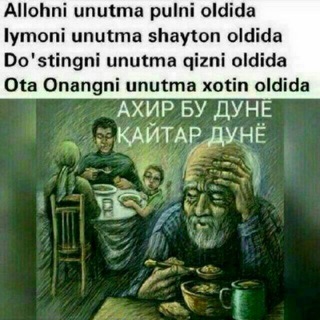 Allohni unutma pulni oldida
Iymoni unutma shayton oldida
Do'stingni unutma qizni oldida
Ota Onangni unutma xotin oldida
АХИР БУ ДУНЁ
ҚАЙТАР ДУНЁ